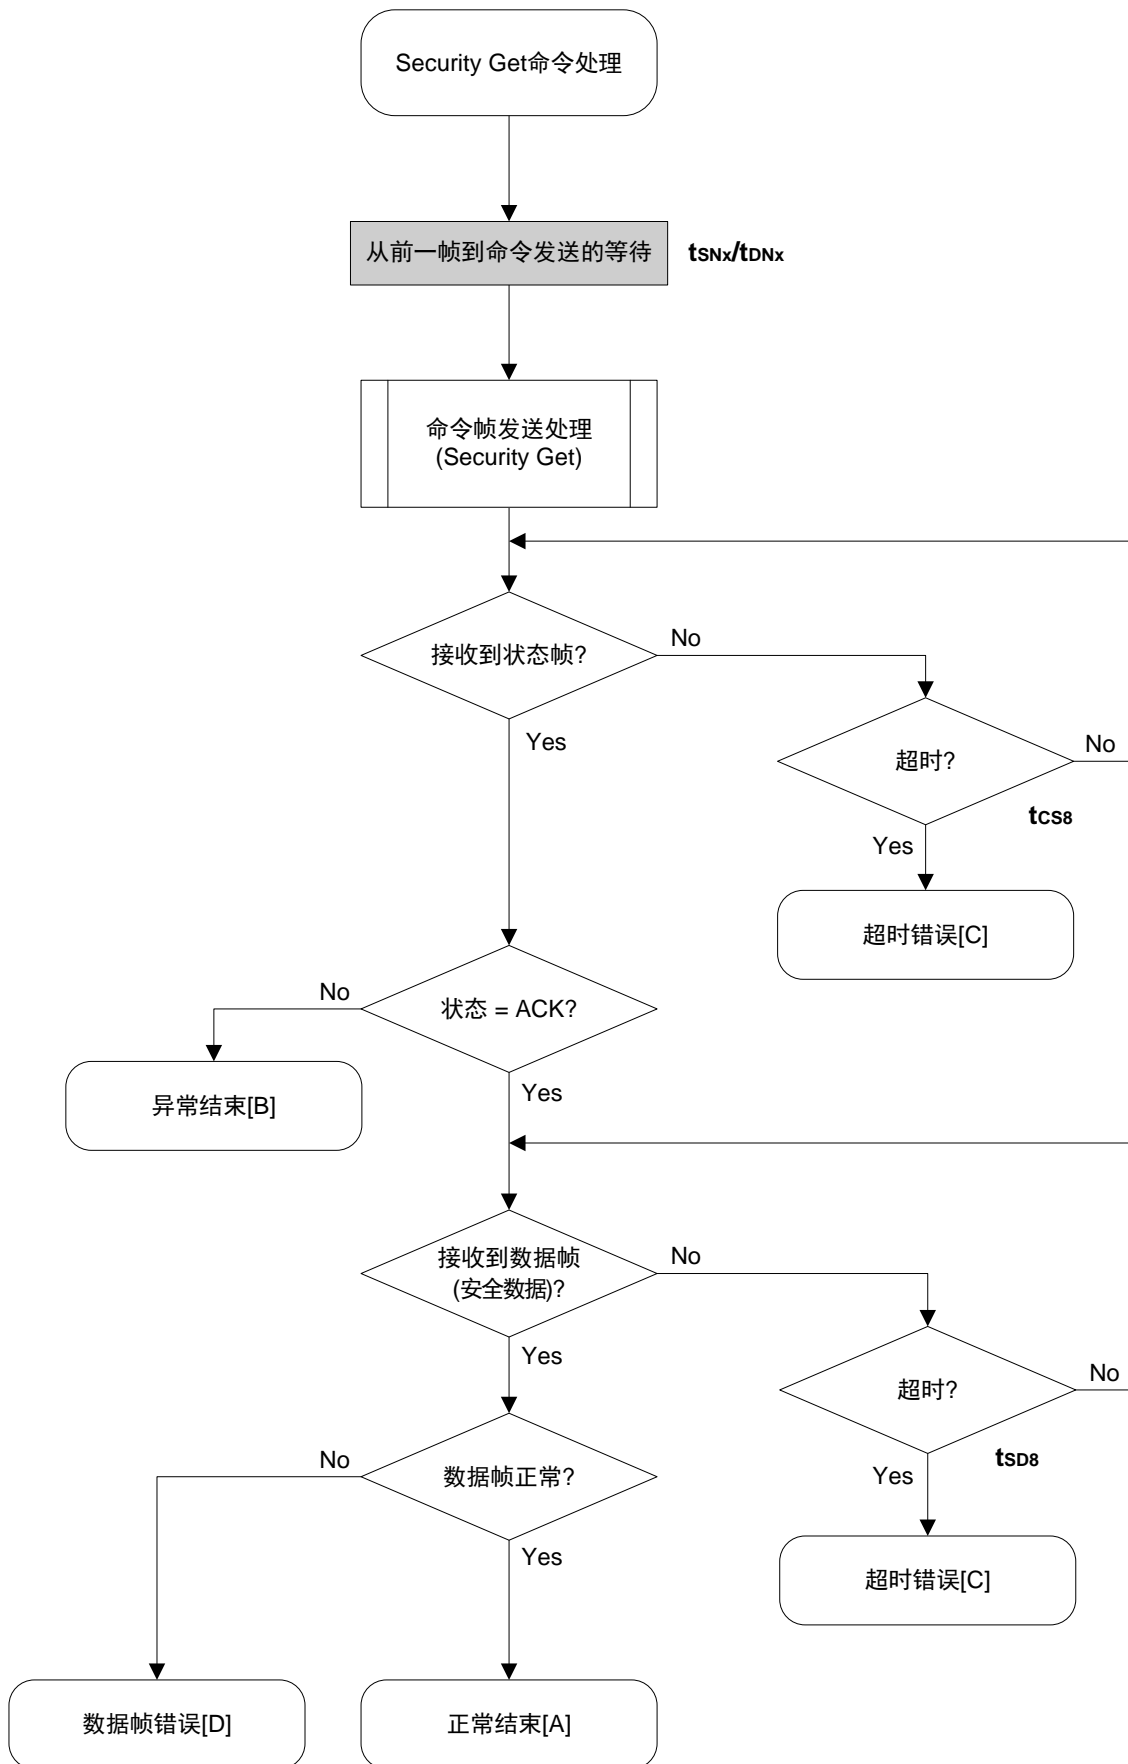 Security Get命令处理
从前一帧到命令发送的等待
tSNx/tDNx
命令帧发送处理
(Security Get)
接收到状态帧?
No
Yes
超时?
No
tCS8
Yes
超时错误[C]
状态 = ACK?
No
Yes
异常结束[B]
接收到数据帧
(安全数据)?
No
Yes
超时?
No
tSD8
Yes
超时错误[C]
数据帧正常?
No
Yes
数据帧错误[D]
正常结束[A]